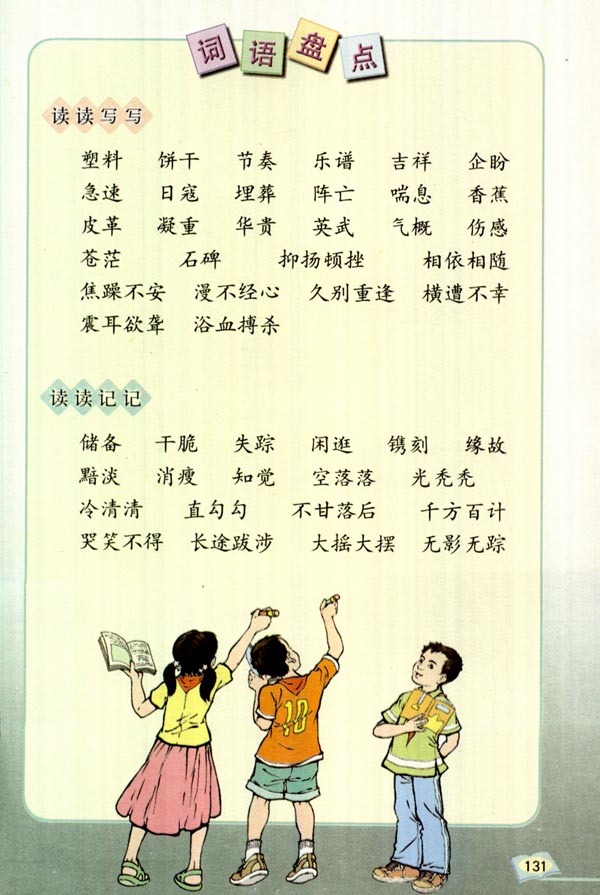 词语盘点
读读写写
塑料 饼干 节奏 乐谱 吉祥 企盼
急速 日寇 埋葬 阵亡 喘息 香蕉
皮革 凝重 华贵 英武 气概 伤感
苍茫 石碑 抑扬顿挫 相依相随
焦躁不安 漫不经心 久别重逢 横遭不幸
震耳欲聋 浴血搏杀
读读记记
储备 干脆 失踪 闲逛 镌刻 缘故
黯淡 消瘦 知觉 空落落 光秃秃
冷清清 直勾勾 不甘落后 千方百计
哭笑不得 长途跋涉 大摇大摆 无影无踪
10
131